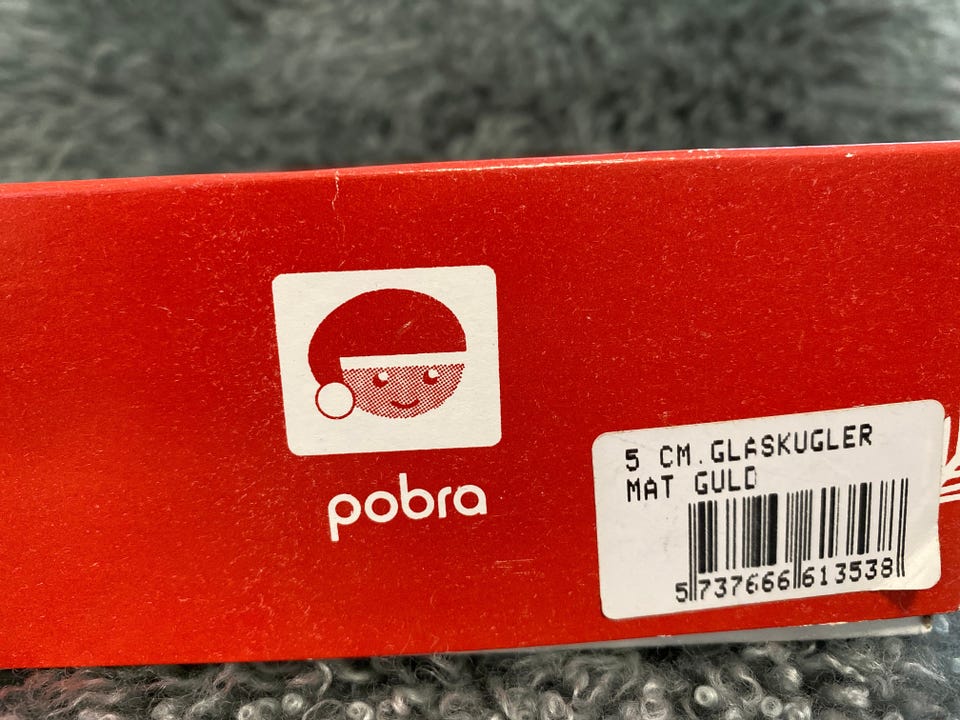 pobra
5 CM.GLASKUGLER
MAT GULD
5 737666 613538